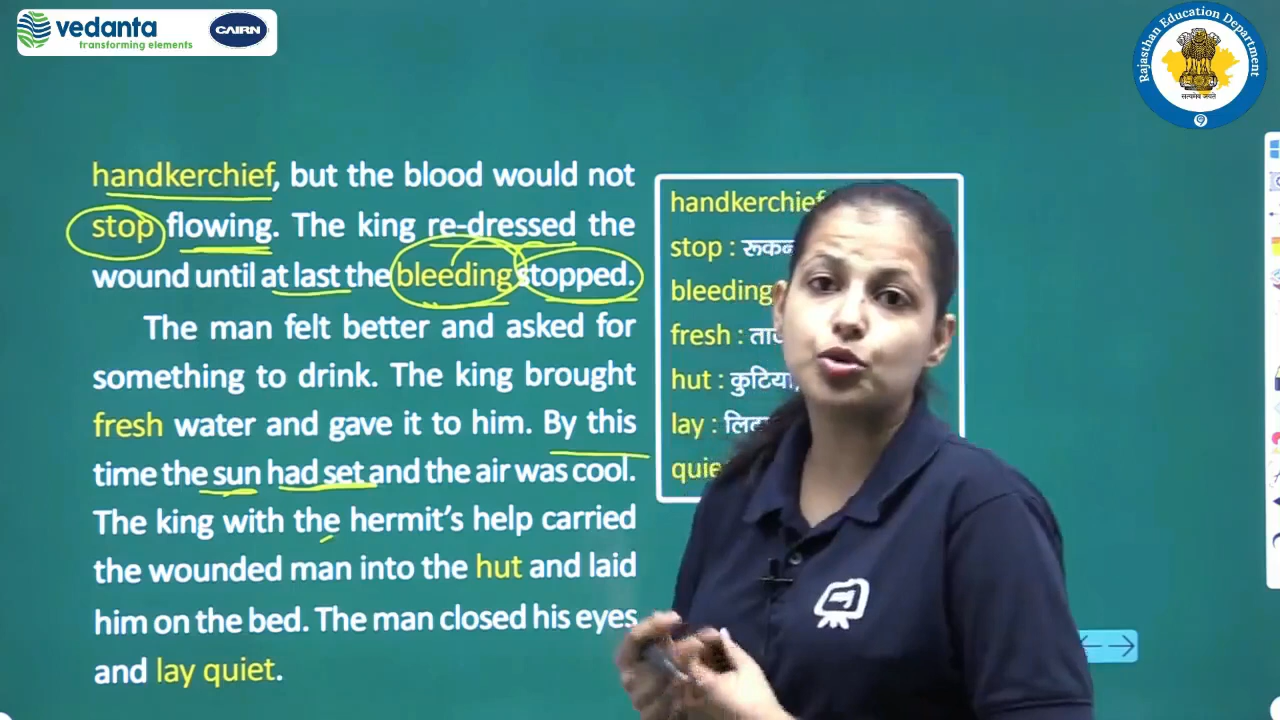 vedanta
transforming elements
CAIRN
Rajasthan Education Department
सत्यमेव जयते
handkerchief, but the blood would not
stop flowing. The king re-dressed the
wound until at last the bleeding stopped.
The man felt better and asked for
something to drink. The king brought
fresh water and gave it to him. By this
time the sun had set and the air was cool.
The king with the hermit's help carried
the wounded man into the hut and laid
him on the bed. The man closed his eyes
and lay quiet.
handkerchief
stop :
bleeding
fresh :
hut : कुटिया,
lay :